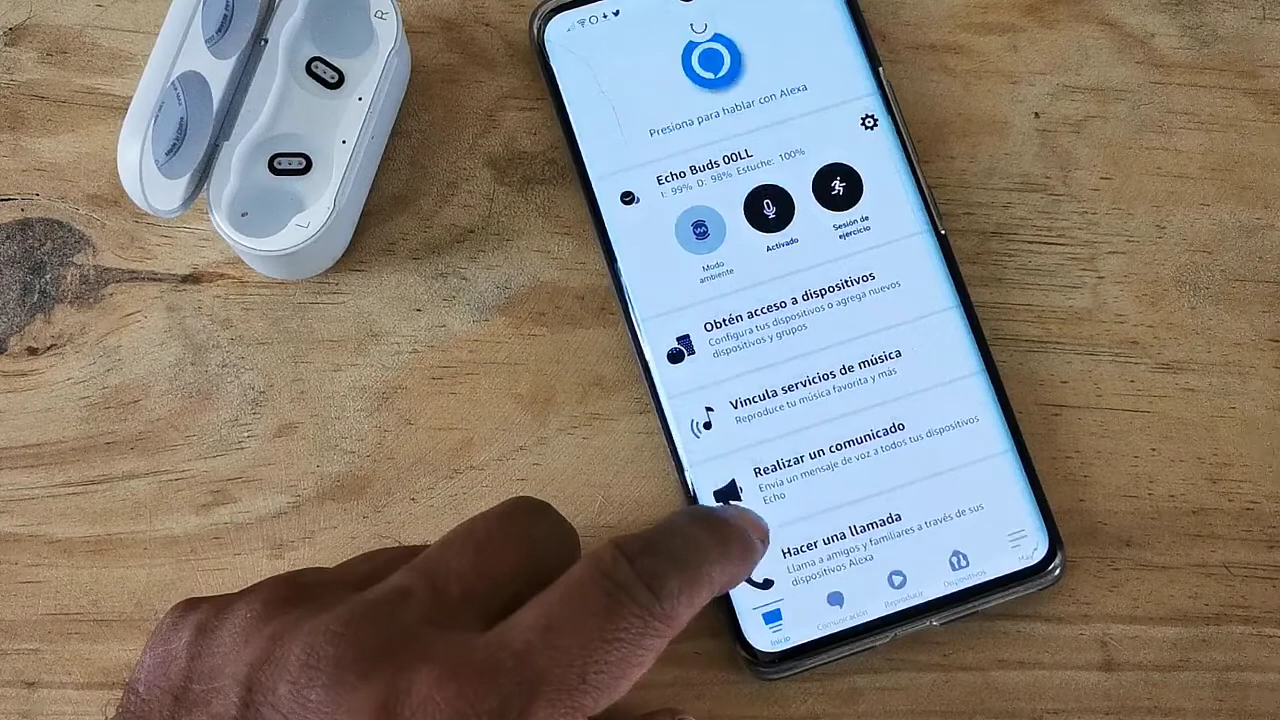 R
L
Presiona para hablar con Alexa
Echo Buds 00LL
I: 99% D: 98% Estuche: 100%
Modo
ambiente
Activado
Sesión de
ejercicio
Obtén acceso a dispositivos
Configura tus dispositivos o agrega nuevos
dispositivos y grupos
Vincula servicios de música
Reproduce tu música favorita y más
Realizar un comunicado
Envía un mensaje de voz a todos tus dispositivos
Echo
Hacer una llamada
Llama a amigos y familiares a través de sus
dispositivos Alexa
Inicio
Comunicación
Reproducir
Dispositivos
Más